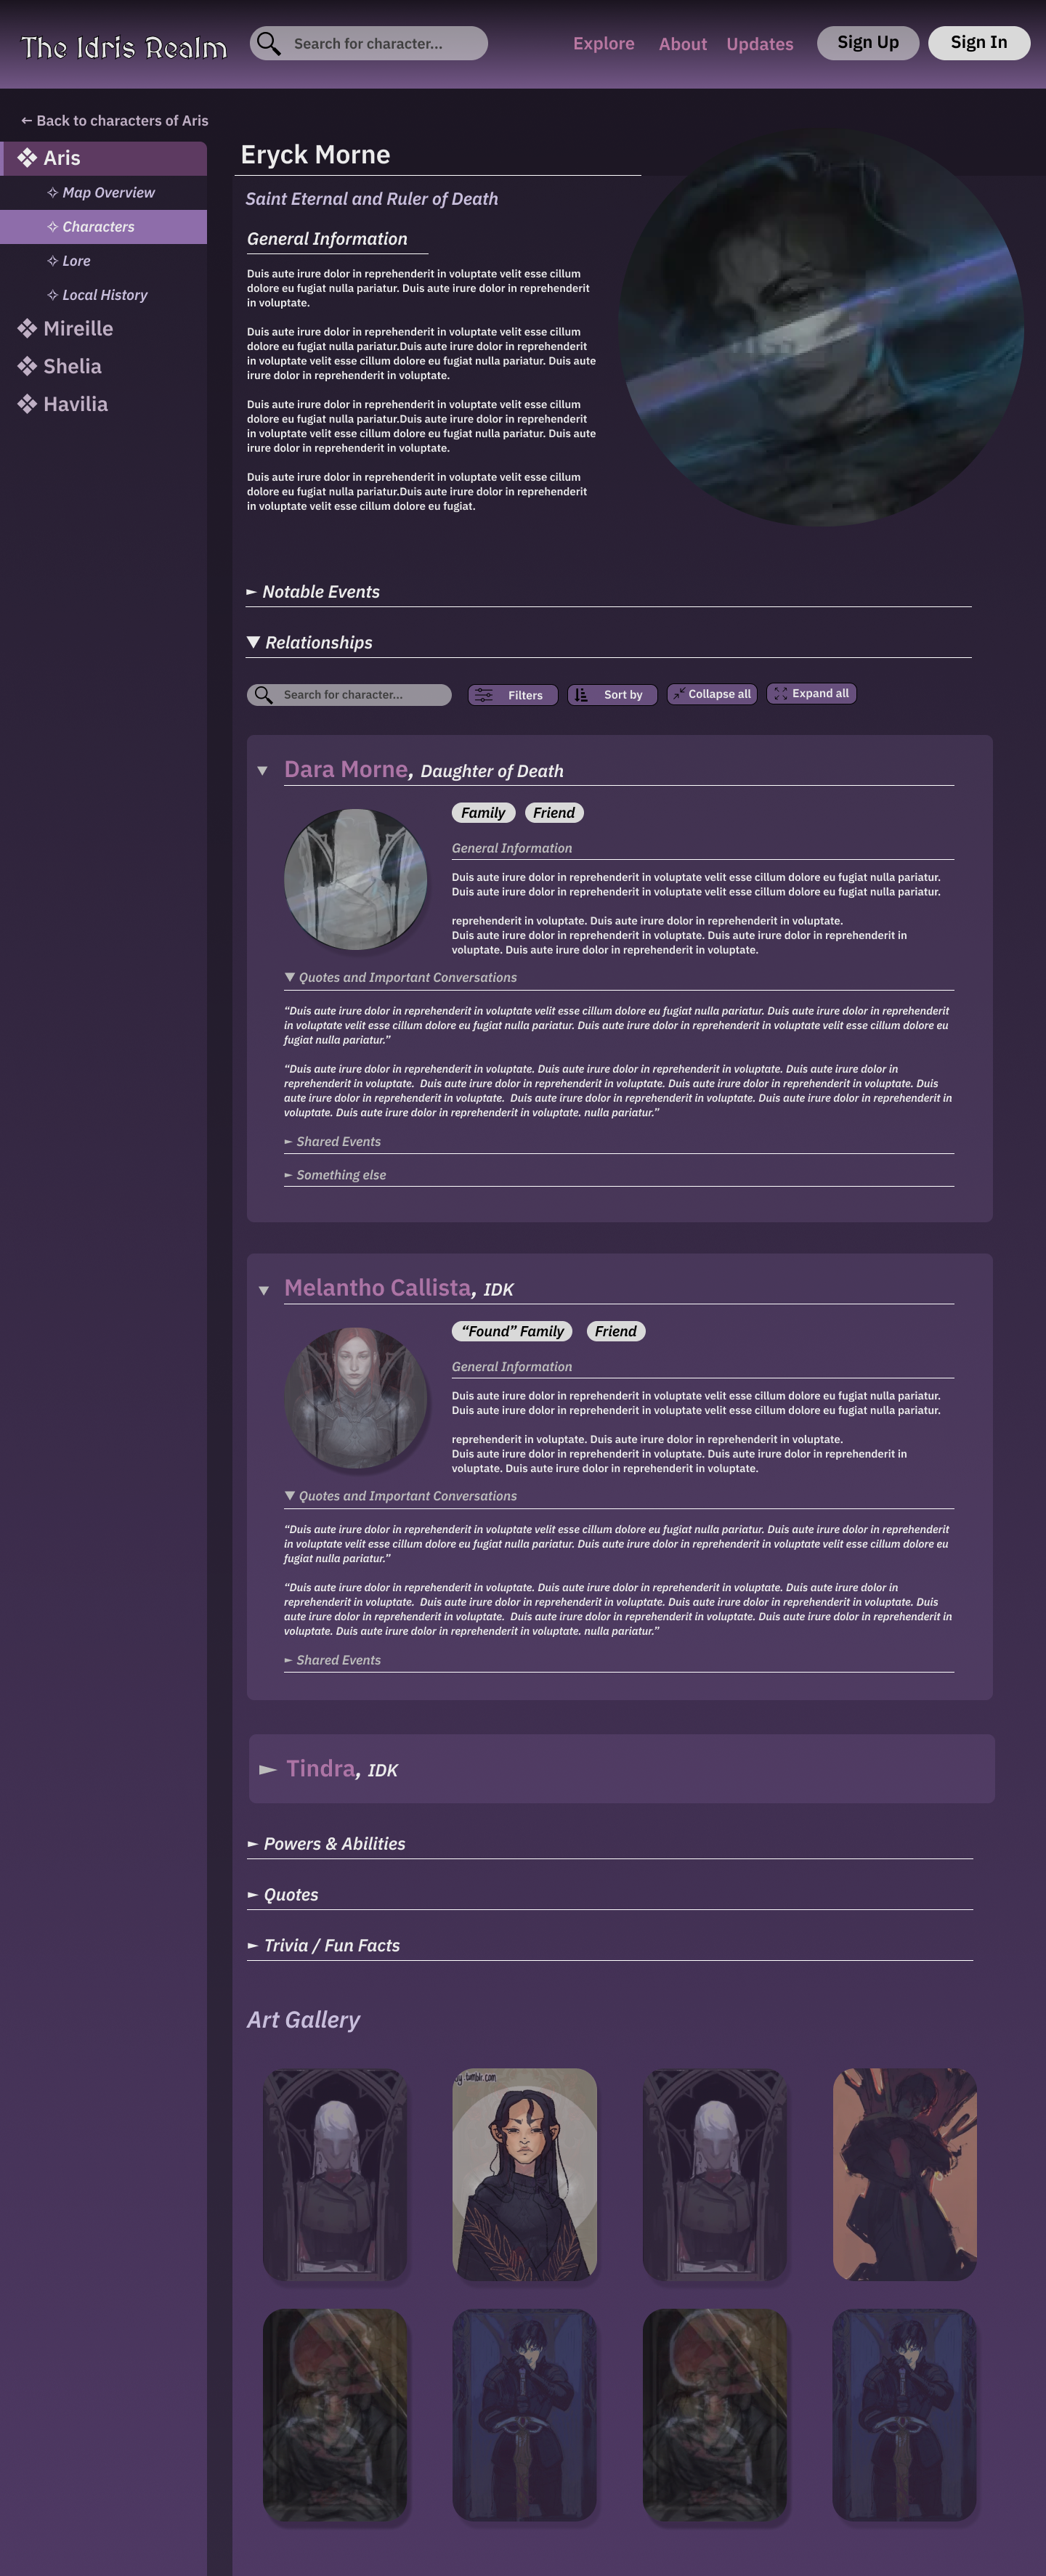 The Idris Realm
Search for character...
Explore
About
Updates
Sign Up
Sign In
← Back to characters of Aris
❖ Aris
✧ Map Overview
✧ Characters
✧ Lore
✧ Local History
❖ Mireille
❖ Shelia
❖ Havilia
Eryck Morne
Saint Eternal and Ruler of Death
General Information
Duis aute irure dolor in reprehenderit in voluptate velit esse cillum
dolore eu fugiat nulla pariatur. Duis aute irure dolor in reprehenderit
in voluptate.
Duis aute irure dolor in reprehenderit in voluptate velit esse cillum
dolore eu fugiat nulla pariatur.Duis aute irure dolor in reprehenderit
in voluptate velit esse cillum dolore eu fugiat nulla pariatur. Duis aute
irure dolor in reprehenderit in voluptate.
Duis aute irure dolor in reprehenderit in voluptate velit esse cillum
dolore eu fugiat nulla pariatur.Duis aute irure dolor in reprehenderit
in voluptate velit esse cillum dolore eu fugiat nulla pariatur. Duis aute
irure dolor in reprehenderit in voluptate.
Duis aute irure dolor in reprehenderit in voluptate velit esse cillum
dolore eu fugiat nulla pariatur.Duis aute irure dolor in reprehenderit
in voluptate velit esse cillum dolore eu fugiat.
► Notable Events
▼ Relationships
Search for character...
Filters
Sort by
Collapse all
Expand all
▼ Dara Morne, Daughter of Death
Family
Friend
General Information
Duis aute irure dolor in reprehenderit in voluptate velit esse cillum dolore eu fugiat nulla pariatur.
Duis aute irure dolor in reprehenderit in voluptate velit esse cillum dolore eu fugiat nulla pariatur.
reprehenderit in voluptate. Duis aute irure dolor in reprehenderit in voluptate.
Duis aute irure dolor in reprehenderit in voluptate. Duis aute irure dolor in reprehenderit in
voluptate. Duis aute irure dolor in reprehenderit in voluptate.
▼ Quotes and Important Conversations
“Duis aute irure dolor in reprehenderit in voluptate velit esse cillum dolore eu fugiat nulla pariatur. Duis aute irure dolor in reprehenderit
in voluptate velit esse cillum dolore eu fugiat nulla pariatur. Duis aute irure dolor in reprehenderit in voluptate velit esse cillum dolore eu
fugiat nulla pariatur.”
“Duis aute irure dolor in reprehenderit in voluptate. Duis aute irure dolor in reprehenderit in voluptate. Duis aute irure dolor in
reprehenderit in voluptate.  Duis aute irure dolor in reprehenderit in voluptate. Duis aute irure dolor in reprehenderit in voluptate. Duis
aute irure dolor in reprehenderit in voluptate.  Duis aute irure dolor in reprehenderit in voluptate. Duis aute irure dolor in reprehenderit in
voluptate. Duis aute irure dolor in reprehenderit in voluptate. nulla pariatur.”
► Shared Events
► Something else
▼ Melantho Callista, IDK
“Found” Family
Friend
General Information
Duis aute irure dolor in reprehenderit in voluptate velit esse cillum dolore eu fugiat nulla pariatur.
Duis aute irure dolor in reprehenderit in voluptate velit esse cillum dolore eu fugiat nulla pariatur.
reprehenderit in voluptate. Duis aute irure dolor in reprehenderit in voluptate.
Duis aute irure dolor in reprehenderit in voluptate. Duis aute irure dolor in reprehenderit in
voluptate. Duis aute irure dolor in reprehenderit in voluptate.
▼ Quotes and Important Conversations
“Duis aute irure dolor in reprehenderit in voluptate velit esse cillum dolore eu fugiat nulla pariatur. Duis aute irure dolor in reprehenderit
in voluptate velit esse cillum dolore eu fugiat nulla pariatur. Duis aute irure dolor in reprehenderit in voluptate velit esse cillum dolore eu
fugiat nulla pariatur.”
“Duis aute irure dolor in reprehenderit in voluptate. Duis aute irure dolor in reprehenderit in voluptate. Duis aute irure dolor in
reprehenderit in voluptate.  Duis aute irure dolor in reprehenderit in voluptate. Duis aute irure dolor in reprehenderit in voluptate. Duis
aute irure dolor in reprehenderit in voluptate.  Duis aute irure dolor in reprehenderit in voluptate. Duis aute irure dolor in reprehenderit in
voluptate. Duis aute irure dolor in reprehenderit in voluptate. nulla pariatur.”
► Shared Events
► Tindra, IDK
► Powers & Abilities
► Quotes
► Trivia / Fun Facts
Art Gallery
.tumblr.com